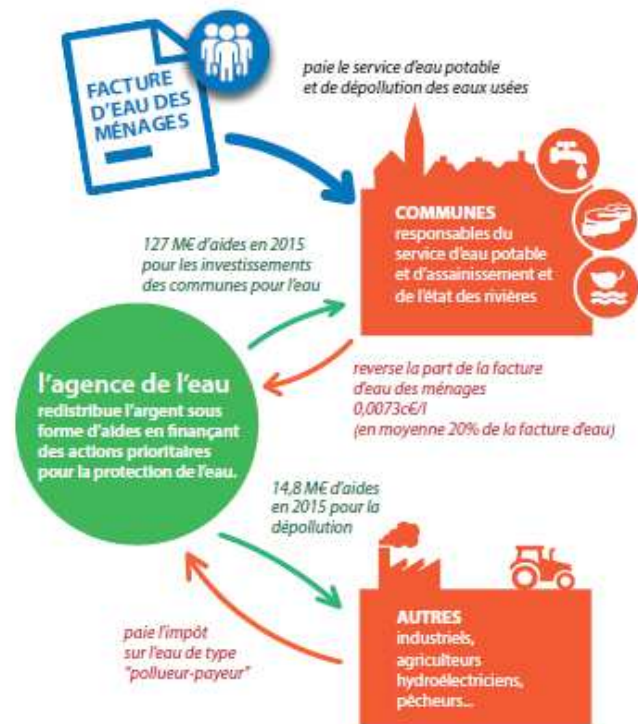 FACTURE
D'EAU DES
MÉNAGES
paie le service d'eau potable
et de dépollution des eaux usées
COMMUNES
responsables du
service d'eau potable
et d'assainissement et
de l'état des rivières
127 M€ d'aides en 2015
pour les investissements
des communes pour l'eau
reverse la part de la facture
d'eau des ménages
0,0073c€/l
(en moyenne 20% de la facture d'eau)
l'agence de l'eau
redistribue l'argent sous
forme d'aides en finançant
des actions prioritaires
pour la protection de l'eau.
14,8 M€ d'aides
en 2015 pour la
dépollution
paie l'impôt
sur l'eau de type
"pollueur-payeur"
AUTRES
industriels,
agriculteurs
hydroélectriciens,
pêcheurs...